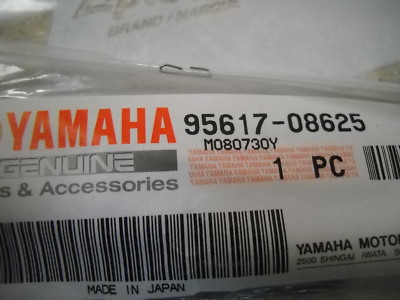 BRAND / MARQUE
YAMAHA 95617-08625
M080730Y
GENUINE
s & Accessories 1 PC
YAMAHA MOTOR
2500 SHINGAI IWATA
MADE IN JAPAN